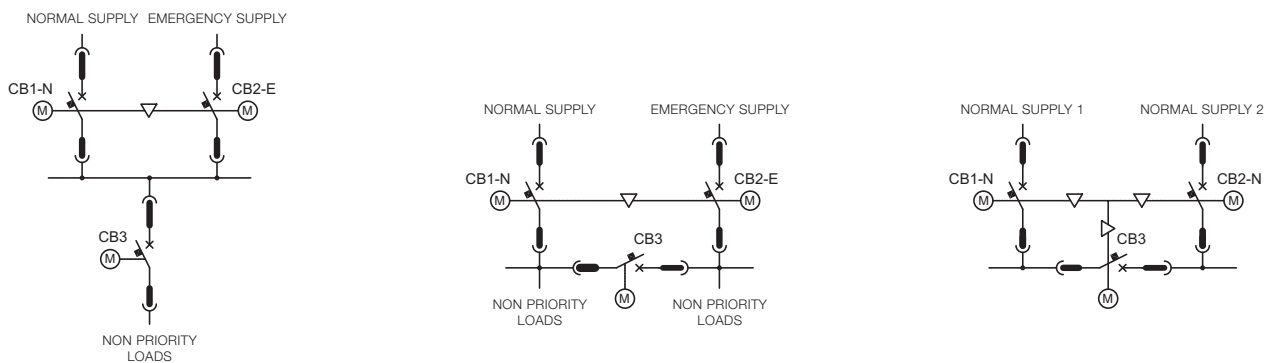 NORMAL SUPPLY EMERGENCY SUPPLY
CB1-N CB2-E
M M
CB3
M
NON PRIORITY
LOADS
NORMAL SUPPLY EMERGENCY SUPPLY
CB1-N CB2-E
M M
CB3
M
NON PRIORITY NON PRIORITY
LOADS LOADS
NORMAL SUPPLY 1 NORMAL SUPPLY 2
CB1-N CB2-N
M M
CB3
M